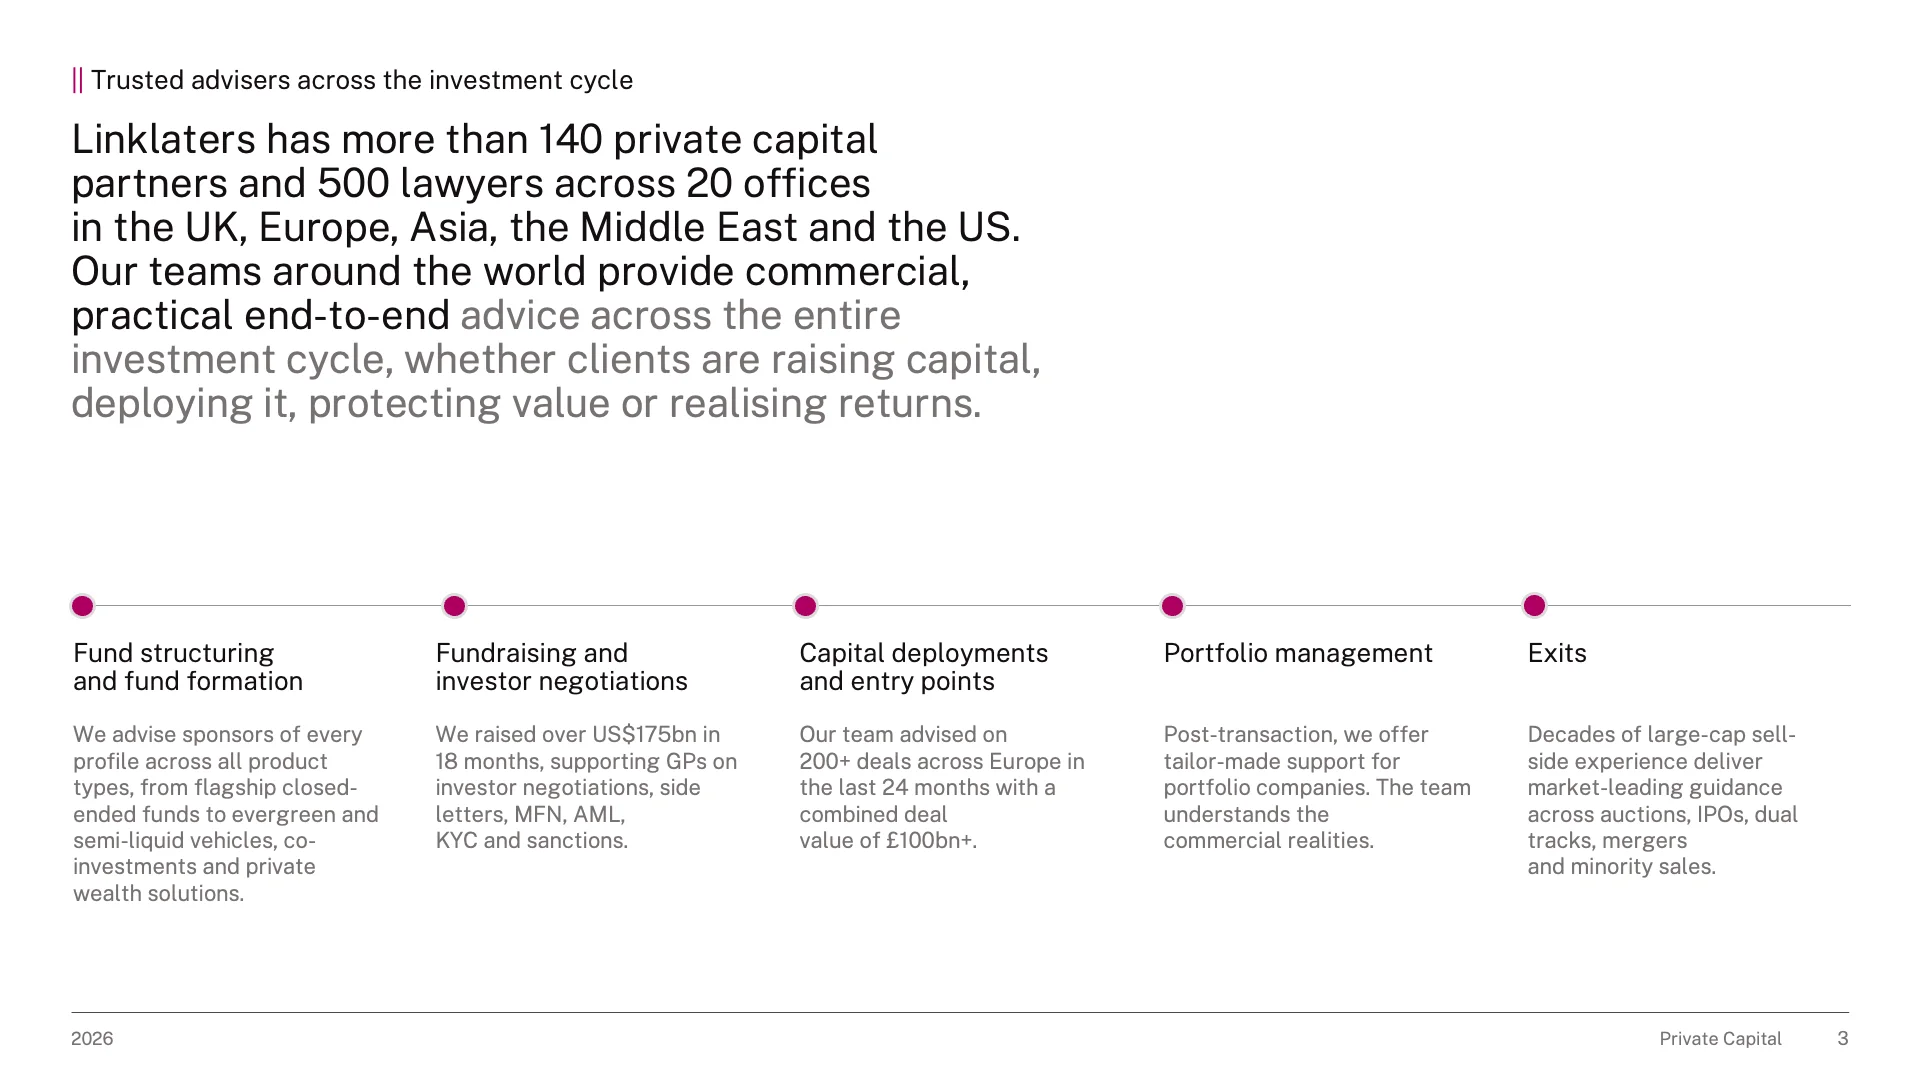 || Trusted advisers across the investment cycle
Linklaters has more than 140 private capital
partners and 500 lawyers across 20 offices
in the UK, Europe, Asia, the Middle East and the US.
Our teams around the world provide commercial,
practical end-to-end advice across the entire
investment cycle, whether clients are raising capital,
deploying it, protecting value or realising returns.
Fund structuring
and fund formation
We advise sponsors of every
profile across all product
types, from flagship closed-
ended funds to evergreen and
semi-liquid vehicles, co-
investments and private
wealth solutions.
Fundraising and
investor negotiations
We raised over US$175bn in
18 months, supporting GPs on
investor negotiations, side
letters, MFN, AML,
KYC and sanctions.
Capital deployments
and entry points
Our team advised on
200+ deals across Europe in
the last 24 months with a
combined deal
value of £100bn+.
Portfolio management
Post-transaction, we offer
tailor-made support for
portfolio companies. The team
understands the
commercial realities.
Exits
Decades of large-cap sell-
side experience deliver
market-leading guidance
across auctions, IPOs, dual
tracks, mergers
and minority sales.
2026
Private Capital
3